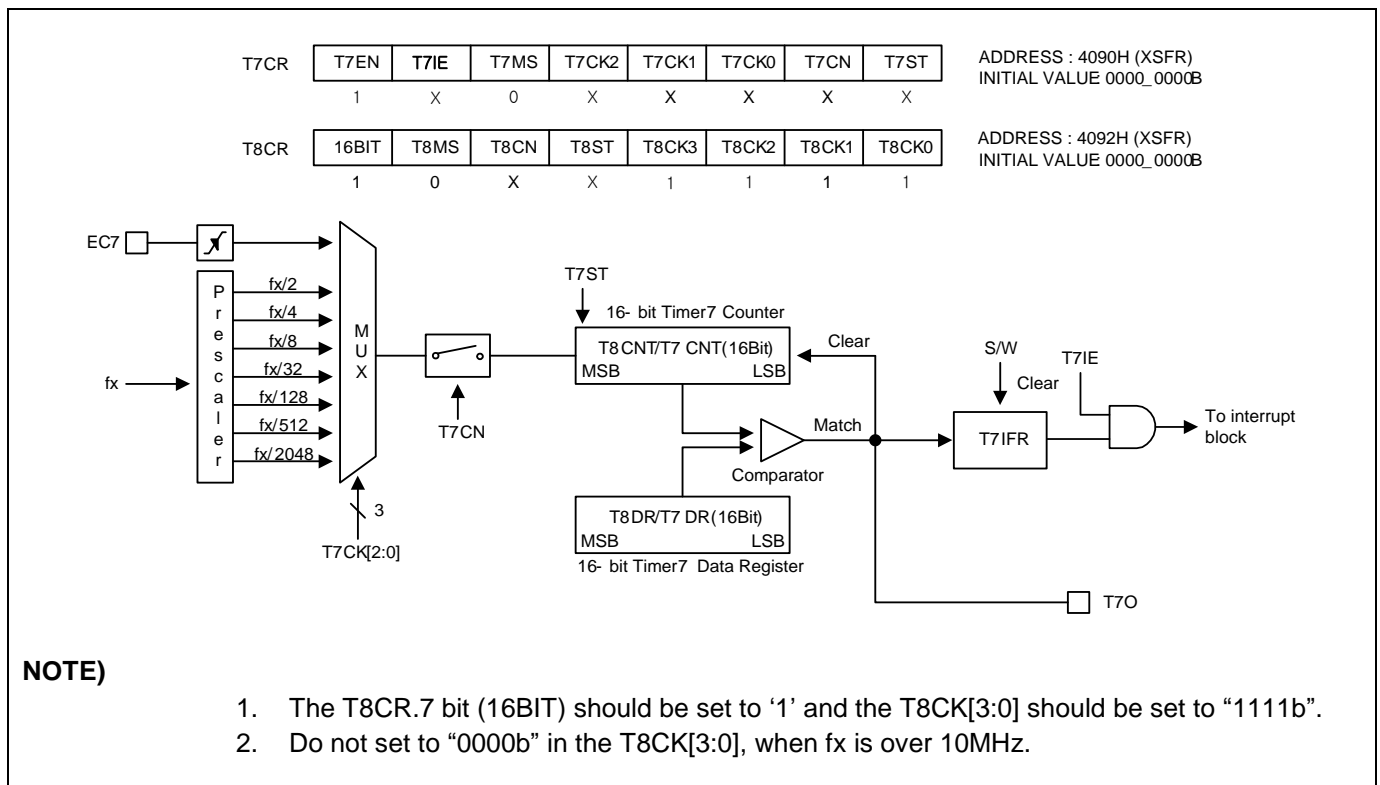 T7CR T7EN T7IE T7MS T7CK2 T7CK1 T7CK0 T7CN T7ST ADDRESS : 4090H (XSFR)
INITIAL VALUE 0000_0000B
1 X 0 X X X X X
T8CR 16BIT T8MS T8CN T8ST T8CK3 T8CK2 T8CK1 T8CK0 ADDRESS : 4092H (XSFR)
INITIAL VALUE 0000_0000B
1 0 X X 1 1 1 1
EC7
fx
Prescaler
fx/2
fx/4
fx/8
fx/32
fx/128
fx/512
fx/2048
MUX
3
T7CK[2:0]
T7CN
T7ST
16- bit Timer7 Counter
T8CNT/T7 CNT(16Bit)
MSB LSB
Clear
Match
Comparator
T8DR/T7 DR(16Bit)
MSB LSB
16- bit Timer7 Data Register
S/W
Clear
T7IFR
T7IE
To interrupt
block
T7O
NOTE)
1. The T8CR.7 bit (16BIT) should be set to ‘1’ and the T8CK[3:0] should be set to “1111b”.
2. Do not set to “0000b” in the T8CK[3:0], when fx is over 10MHz.